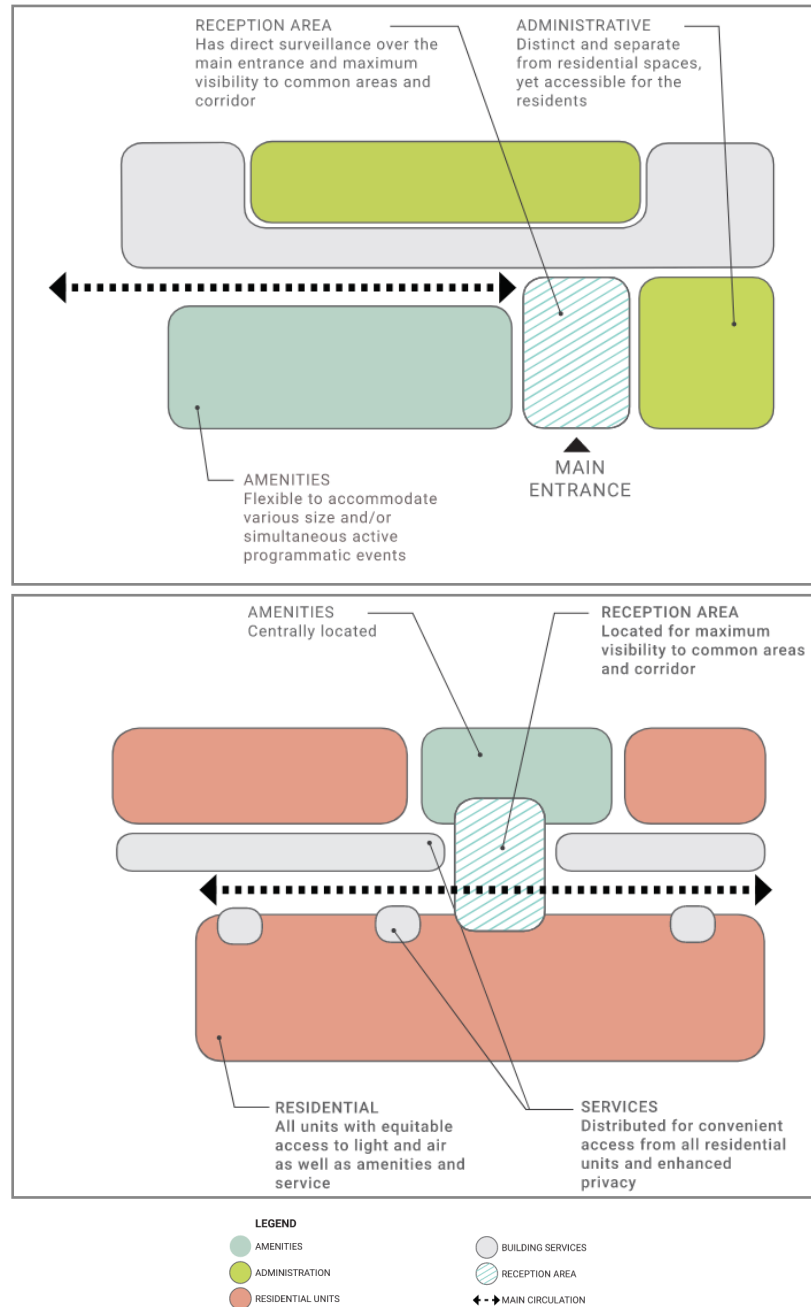 RECEPTION AREA
Has direct surveillance over the
main entrance and maximum
visibility to common areas and
corridor
ADMINISTRATIVE
Distinct and separate
from residential spaces,
yet accessible for the
residents
MAIN
ENTRANCE
AMENITIES
Flexible to accommodate
various size and/or
simultaneous active
programmatic events
AMENITIES
Centrally located
RECEPTION AREA
Located for maximum
visibility to common areas
and corridor
RESIDENTIAL
All units with equitable
access to light and air
as well as amenities and
service
SERVICES
Distributed for convenient
access from all residential
units and enhanced
privacy
LEGEND
AMENITIES
ADMINISTRATION
RESIDENTIAL UNITS
BUILDING SERVICES
RECEPTION AREA
MAIN CIRCULATION